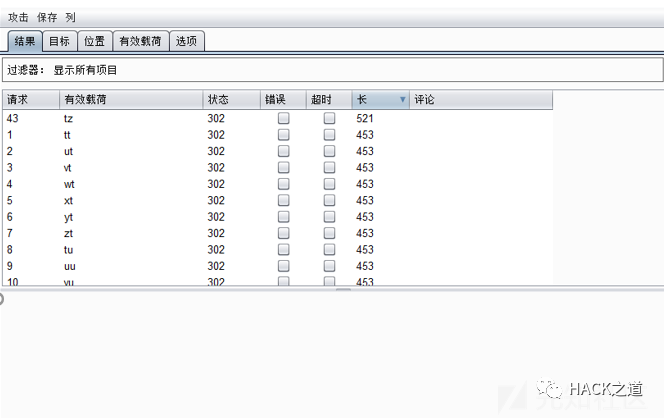 攻击 保存 列
结果 目标 位置 有效载荷 选项
过滤器： 显示所有项目
请求 有效载荷 状态 错误 超时 长 评论
43 tz 302 521
1 tt 302 453
2 ut 302 453
3 vt 302 453
4 wt 302 453
5 xt 302 453
6 yt 302 453
7 zt 302 453
8 tu 302 453
9 uu 302 453
10 vu 302 453
HACK之道